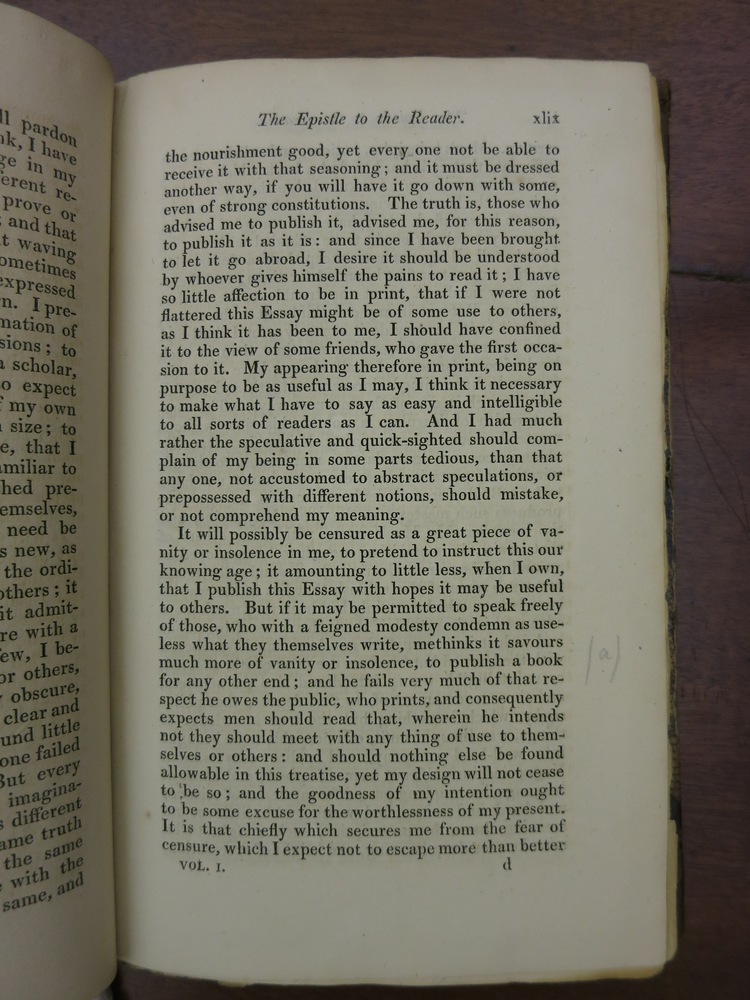 ll pardon
nk, I have
ge in my
erent re-
prove or
; and that
t waving
ometimes
expressed
n. I pre-
mation of
sions; to
a scholar,
o expect
f my own
size; to
e, that I
amiliar to
hed pre-
emselves,
need be
s new, as
the ordi-
others; it
it admit-
re with a
ew, I be-
or others,
obscure,
clear and
und little
one failed
But every
imagina-
s different
ame truth
the same
e with the
same, and
The Epistle to the Reader. xlix
the nourishment good, yet every one not be able to
receive it with that seasoning; and it must be dressed
another way, if you will have it go down with some,
even of strong constitutions. The truth is, those who
advised me to publish it, advised me, for this reason,
to publish it as it is: and since I have been brought
to let it go abroad, I desire it should be understood
by whoever gives himself the pains to read it; I have
so little affection to be in print, that if I were not
flattered this Essay might be of some use to others,
as I think it has been to me, I should have confined
it to the view of some friends, who gave the first occa-
sion to it. My appearing therefore in print, being on
purpose to be as useful as I may, I think it necessary
to make what I have to say as easy and intelligible
to all sorts of readers as I can. And I had much
rather the speculative and quick-sighted should com-
plain of my being in some parts tedious, than that
any one, not accustomed to abstract speculations, or
prepossessed with different notions, should mistake,
or not comprehend my meaning.
It will possibly be censured as a great piece of va-
nity or insolence in me, to pretend to instruct this our
knowing age; it amounting to little less, when I own,
that I publish this Essay with hopes it may be useful
to others. But if it may be permitted to speak freely
of those, who with a feigned modesty condemn as use-
less what they themselves write, methinks it savours
much more of vanity or insolence, to publish a book
for any other end; and he fails very much of that re-
spect he owes the public, who prints, and consequently
expects men should read that, wherein he intends
not they should meet with any thing of use to them-
selves or others: and should nothing else be found
allowable in this treatise, yet my design will not cease
to be so; and the goodness of my intention ought
to be some excuse for the worthlessness of my present.
It is that chiefly which secures me from the fear of
censure, which I expect not to escape more than better
VOL. I. d
(a)